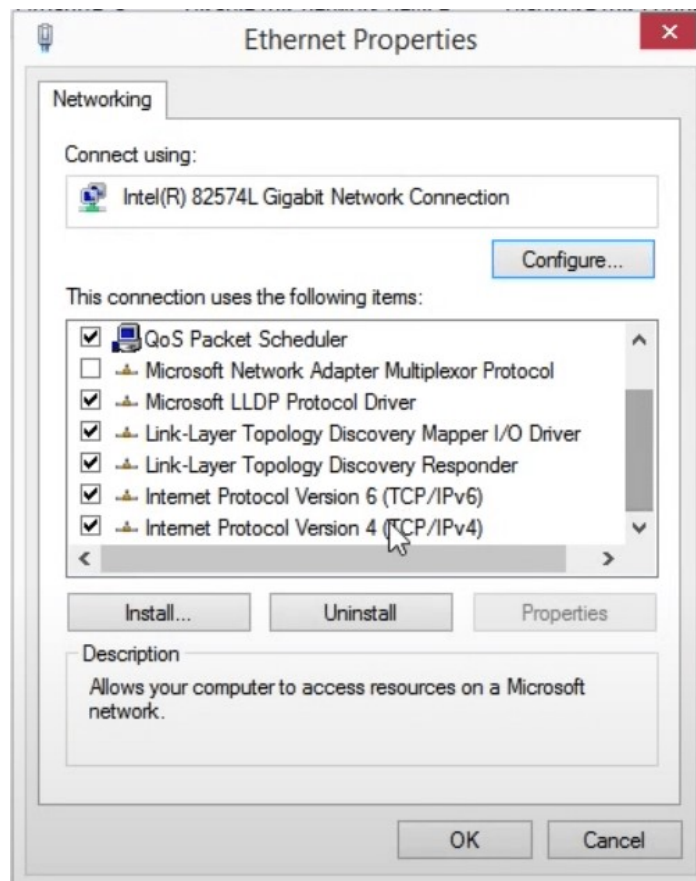 Ethernet Properties
Networking
Connect using:
Intel(R) 82574L Gigabit Network Connection
Configure...
This connection uses the following items:
QoS Packet Scheduler
Microsoft Network Adapter Multiplexor Protocol
Microsoft LLDP Protocol Driver
Link-Layer Topology Discovery Mapper I/O Driver
Link-Layer Topology Discovery Responder
Internet Protocol Version 6 (TCP/IPv6)
Internet Protocol Version 4 (TCP/IPv4)
Install... Uninstall Properties
Description
Allows your computer to access resources on a Microsoft
network.
OK Cancel